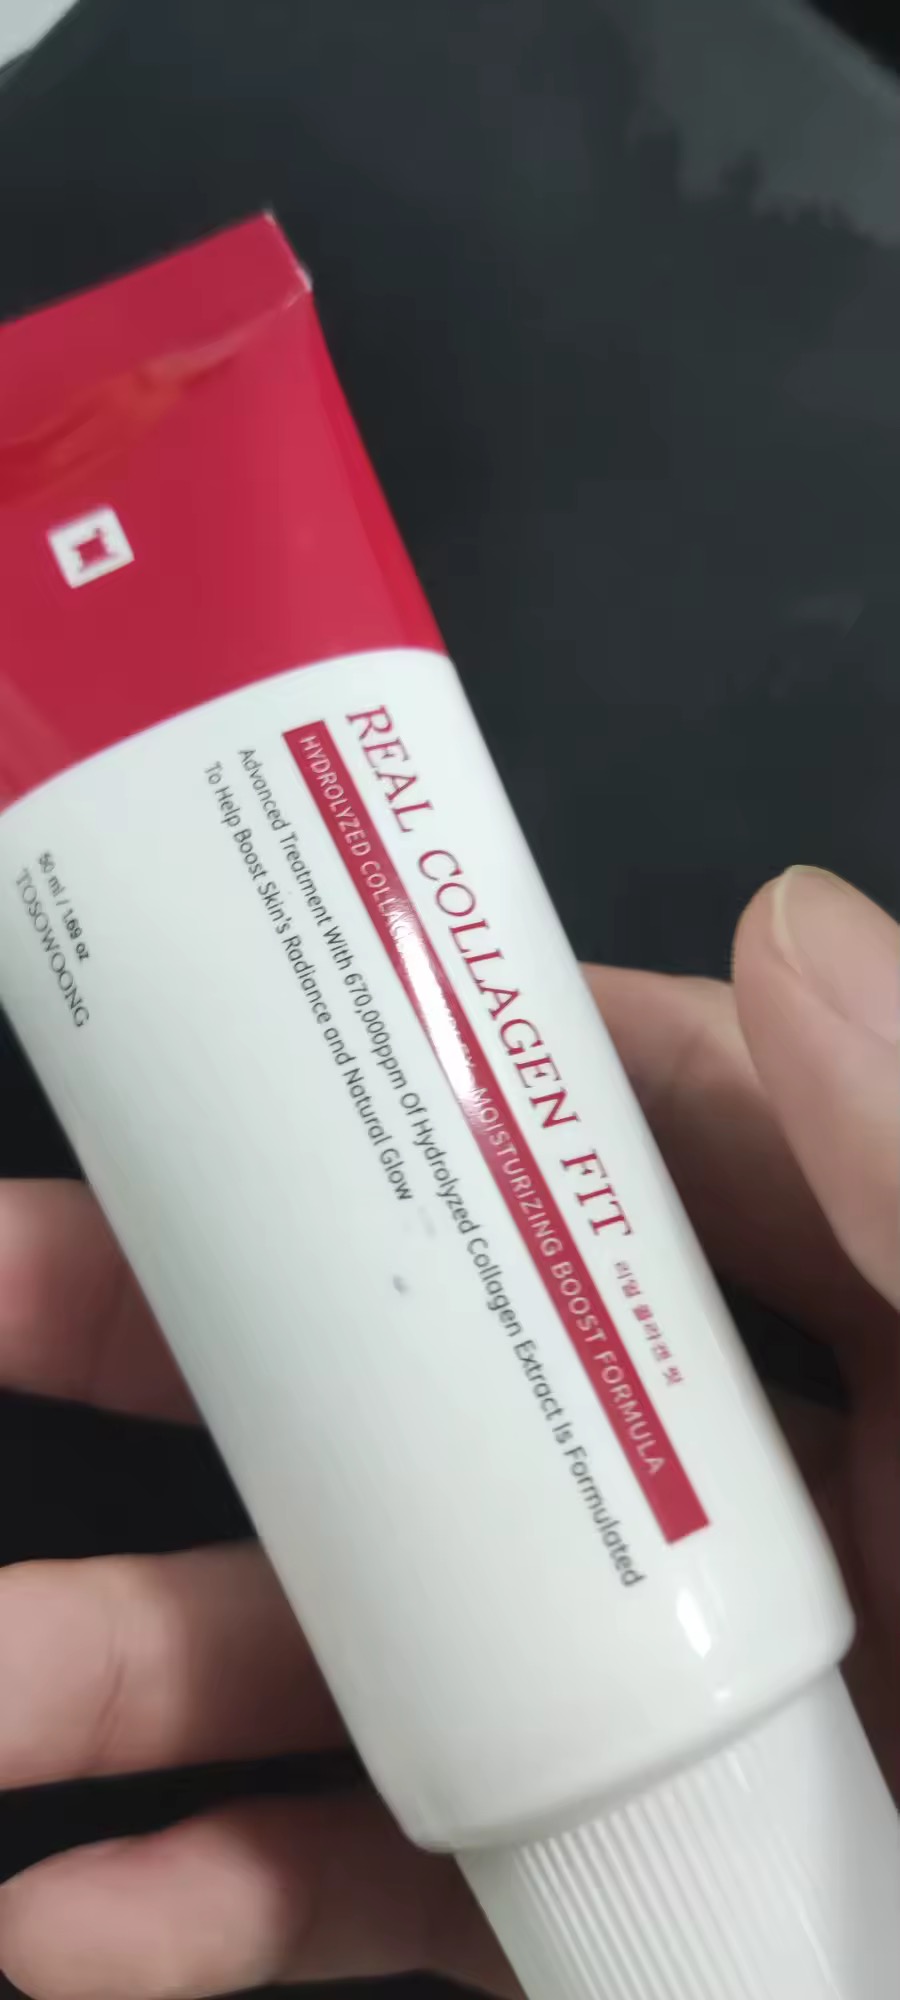 REAL COLLAGEN FIT 리얼 콜라겐 핏
HYDROLYZED COLLAGEN MOISTURIZING BOOST FORMULA
Advanced Treatment With 670,000ppm Of Hydrolyzed Collagen Extract Is Formulated
To Help Boost Skin's Radiance and Natural Glow
50 ml / 1.69 oz
TOSOWOONG